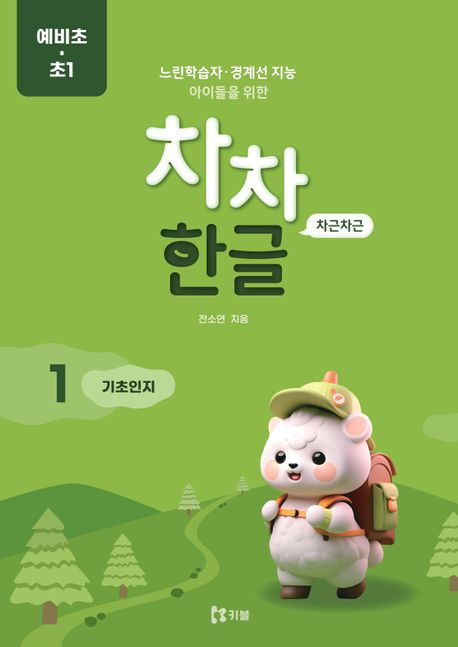 예비초
·
초1
느린학습자·경계선 지능
아이들을 위한
차차
한글
차근차근
전소연 지음
1
기초인지
키블